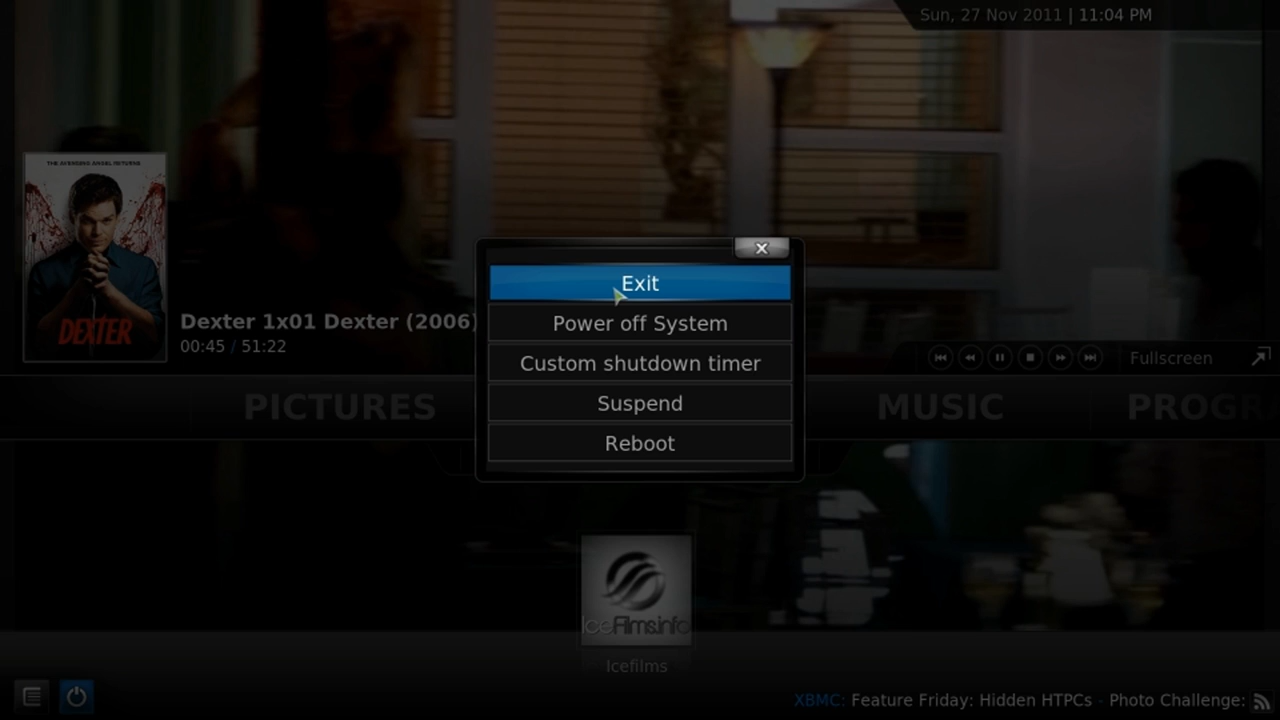 Sun, 27 Nov 2011 | 11:04 PM
THE AVENGING ANGEL RETURNS
DEXTER
Dexter 1x01 Dexter (2006)
00:45 / 51:22
Exit
Power off System
Custom shutdown timer
Suspend
Reboot
Fullscreen
PICTURES
MUSIC
PROGRA
IceFilms.info
Icefilms
XBMC: Feature Friday: Hidden HTPCs - Photo Challenge: